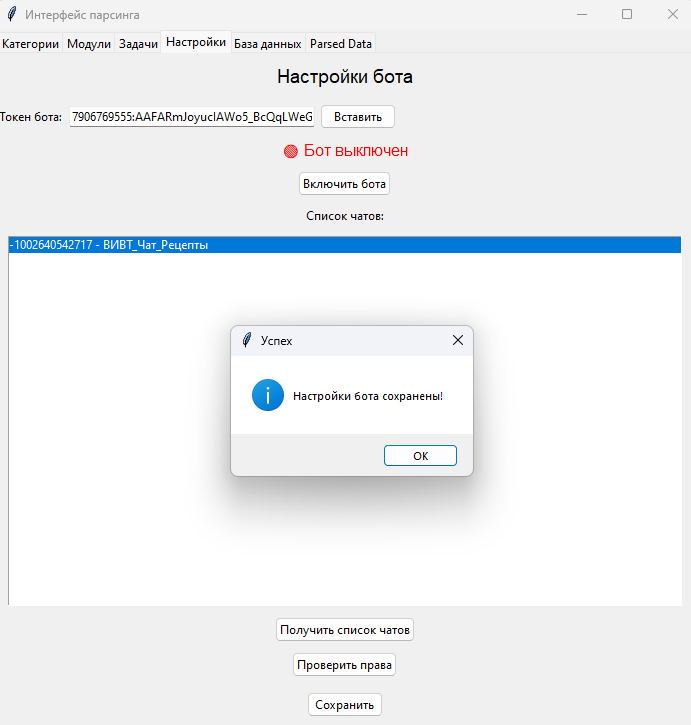 Интерфейс парсинга
Категории Модули Задачи Настройки База данных Parsed Data
Настройки бота
Токен бота: 7906769555:AAFARmJoyucIAWo5_BcQqLWeG Вставить
Бот выключен
Включить бота
Список чатов:
-1002640542717 - ВИВТ_Чат_Рецепты
Успех
Настройки бота сохранены!
OK
Получить список чатов
Проверить права
Сохранить